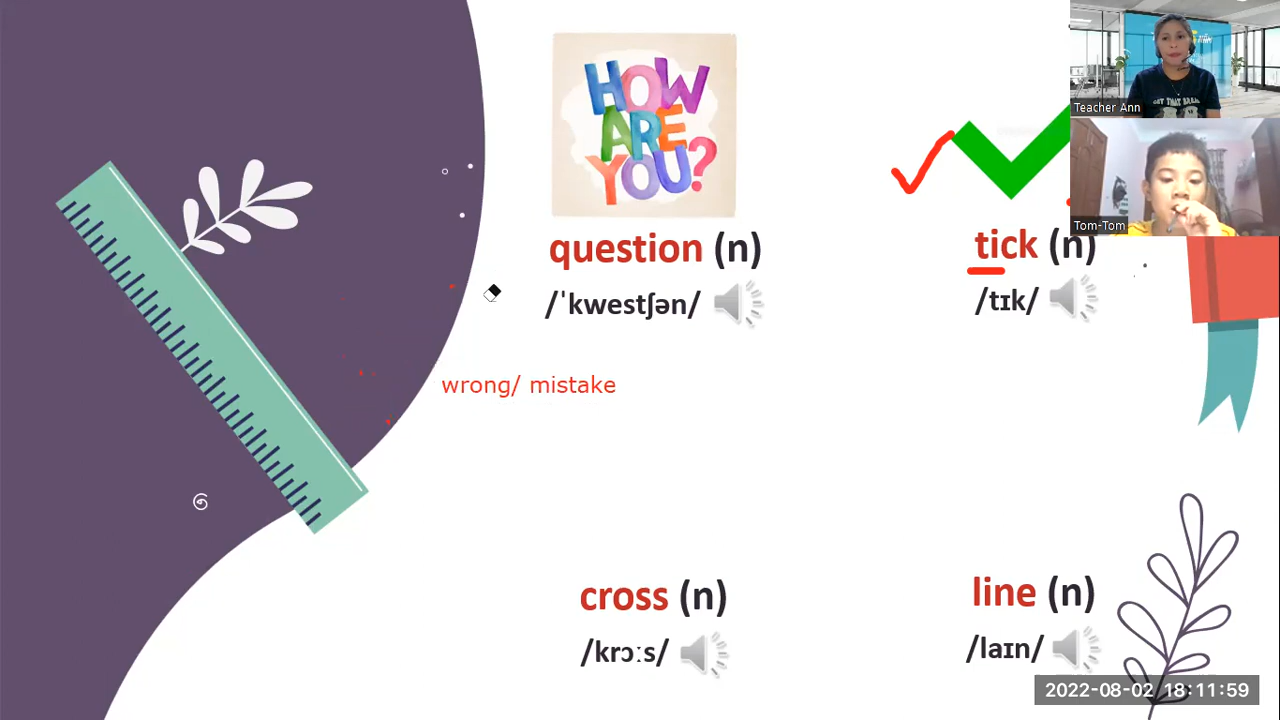 HOW
ARE
YOU?
question (n)
/ˈkwestʃən/
tick (n)
/tɪk/
wrong/ mistake
cross (n)
/krɔːs/
line (n)
/laɪn/
Teacher Ann
Tom-Tom
2022-08-02 18:11:59